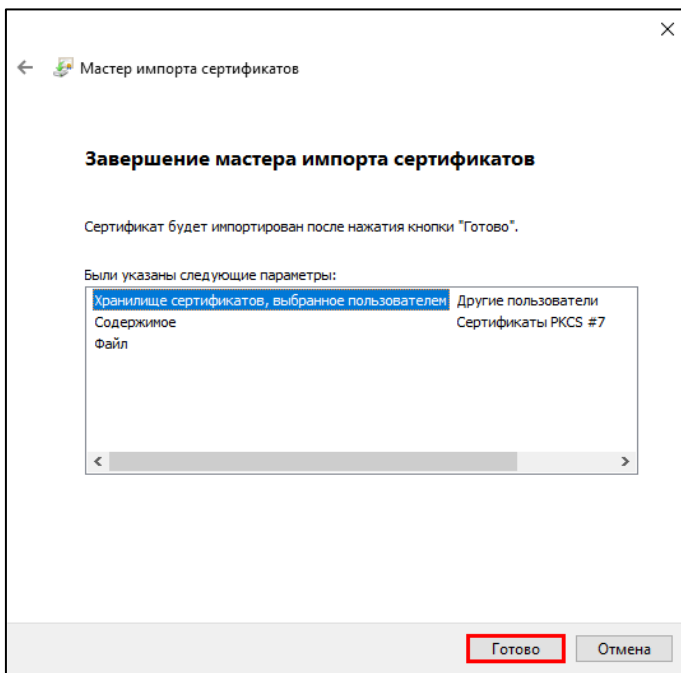 Мастер импорта сертификатов
Завершение мастера импорта сертификатов
Сертификат будет импортирован после нажатия кнопки "Готово".
Были указаны следующие параметры:
Хранилище сертификатов, выбранное пользователем Другие пользователи
Содержимое Сертификаты PKCS #7
Файл
Готово Отмена